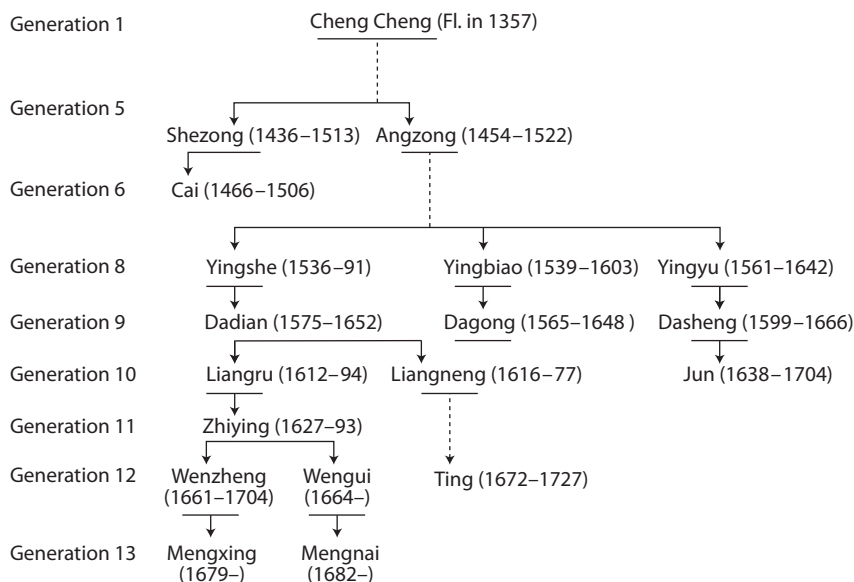 Generation 1 Cheng Cheng (Fl. in 1357)
Generation 5
Shezong (1436–1513) Angzong (1454–1522)
Generation 6 Cai (1466–1506)
Generation 8 Yingshe (1536–91) Yingbiao (1539–1603) Yingyu (1561–1642)
Generation 9 Dadian (1575–1652) Dagong (1565–1648 ) Dasheng (1599–1666)
Generation 10 Liangru (1612–94) Liangneng (1616–77) Jun (1638–1704)
Generation 11 Zhiying (1627–93)
Generation 12 Wenzheng Wengui Ting (1672–1727)
(1661–1704) (1664–)
Generation 13 Mengxing Mengnai
(1679–) (1682–)